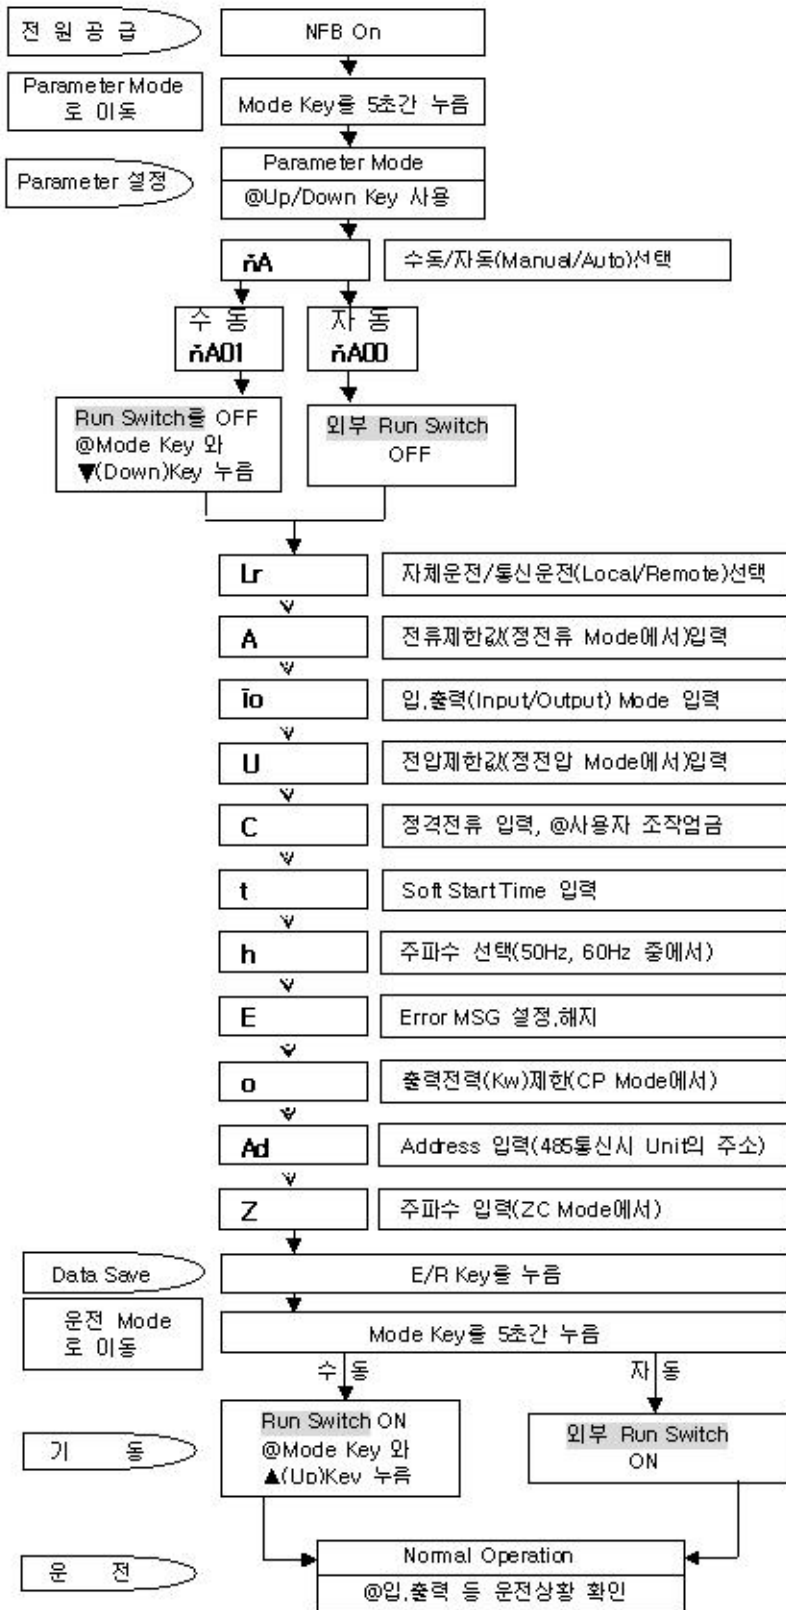 전 원 공 급
NFB On
Parameter Mode
로 이동
Mode Key를 5초간 누름
Parameter 설정
Parameter Mode
@Up/Down Key 사용
ňA
수동/자동(Manual/Auto)선택
수 동
ňA01
자 동
ňA00
Run Switch를 OFF
@Mode Key 와
▼(Down)Key 누름
외부 Run Switch
OFF
Lr
자체운전/통신운전(Local/Remote)선택
A
전류제한값(정전류 Mode에서)입력
īo
입,출력(Input/Output) Mode 입력
U
전압제한값(정전압 Mode에서)입력
C
정격전류 입력, @사용자 조작엄금
t
Soft Start Time 입력
h
주파수 선택(50Hz, 60Hz 중에서)
E
Error MSG 설정,해지
o
출력전력(Kw)제한(CP Mode에서)
Ad
Address 입력(485통신시 Unit의 주소)
Z
주파수 입력(ZC Mode에서)
Data Save
E/R Key를 누름
운전 Mode
로 이동
Mode Key를 5초간 누름
수 동
자 동
기 동
Run Switch ON
@Mode Key 와
▲(Up)Key 누름
외부 Run Switch
ON
운 전
Normal Operation
@입,출력 등 운전상황 확인